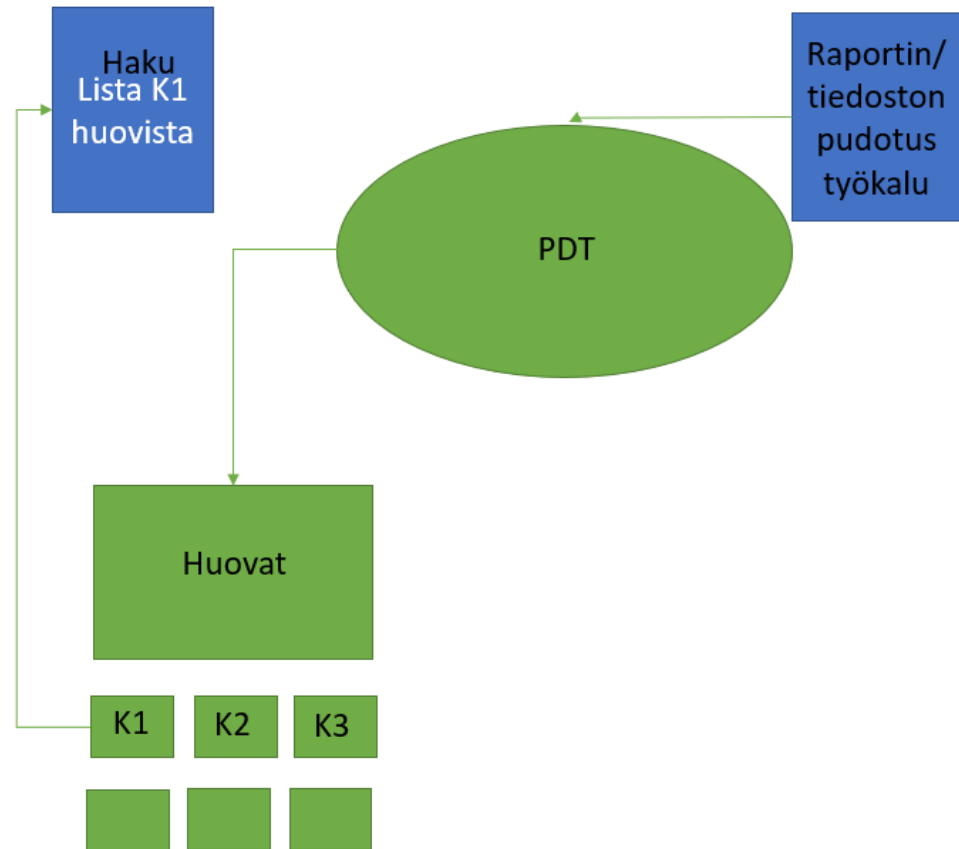 Haku
Lista K1
huovista
Raportin/
tiedoston
pudotus
työkalu
PDT
Huovat
K1
K2
K3